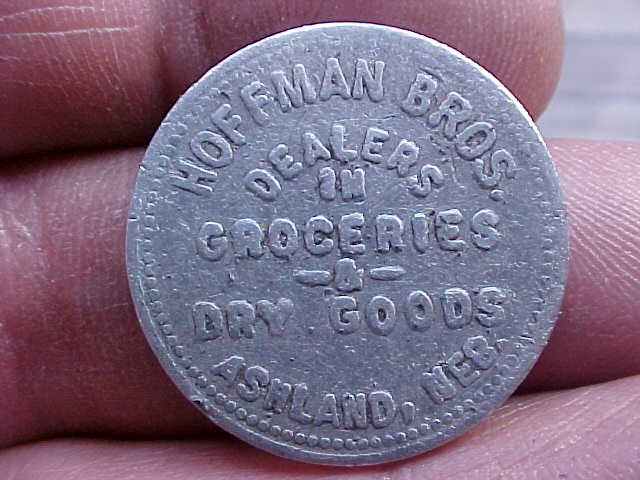 HOFFMAN BROS.
DEALERS
IN
GROCERIES
-&-
DRY GOODS
ASHLAND, NEB.